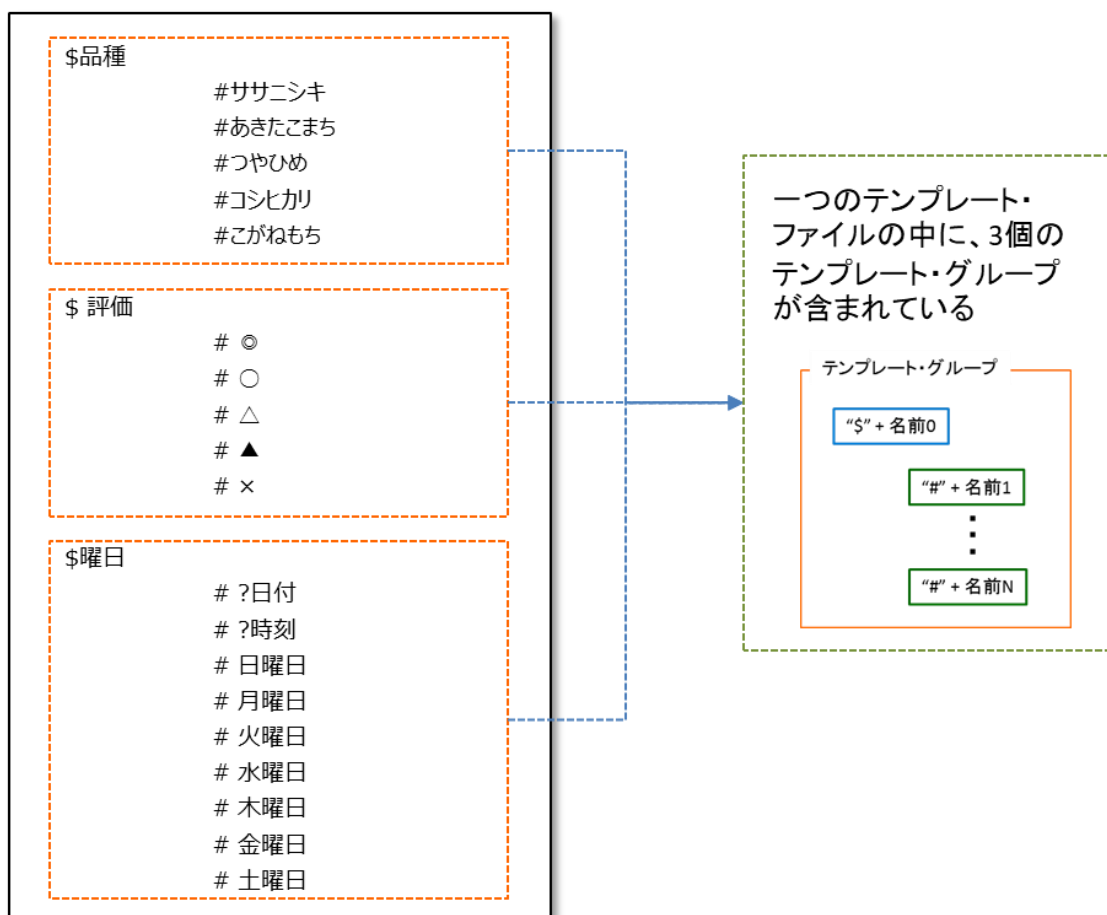 $品種
#ササニシキ
#あきたこまち
#つやひめ
#コシヒカリ
#こがねもち
$ 評価
# ◎
# ○
# △
# ▲
# ×
$曜日
# ?日付
# ?時刻
# 日曜日
# 月曜日
# 火曜日
# 水曜日
# 木曜日
# 金曜日
# 土曜日
一つのテンプレート・
ファイルの中に、3個の
テンプレート・グループ
が含まれている
テンプレート・グループ
“$” + 名前0
“#” + 名前1
“#” + 名前N